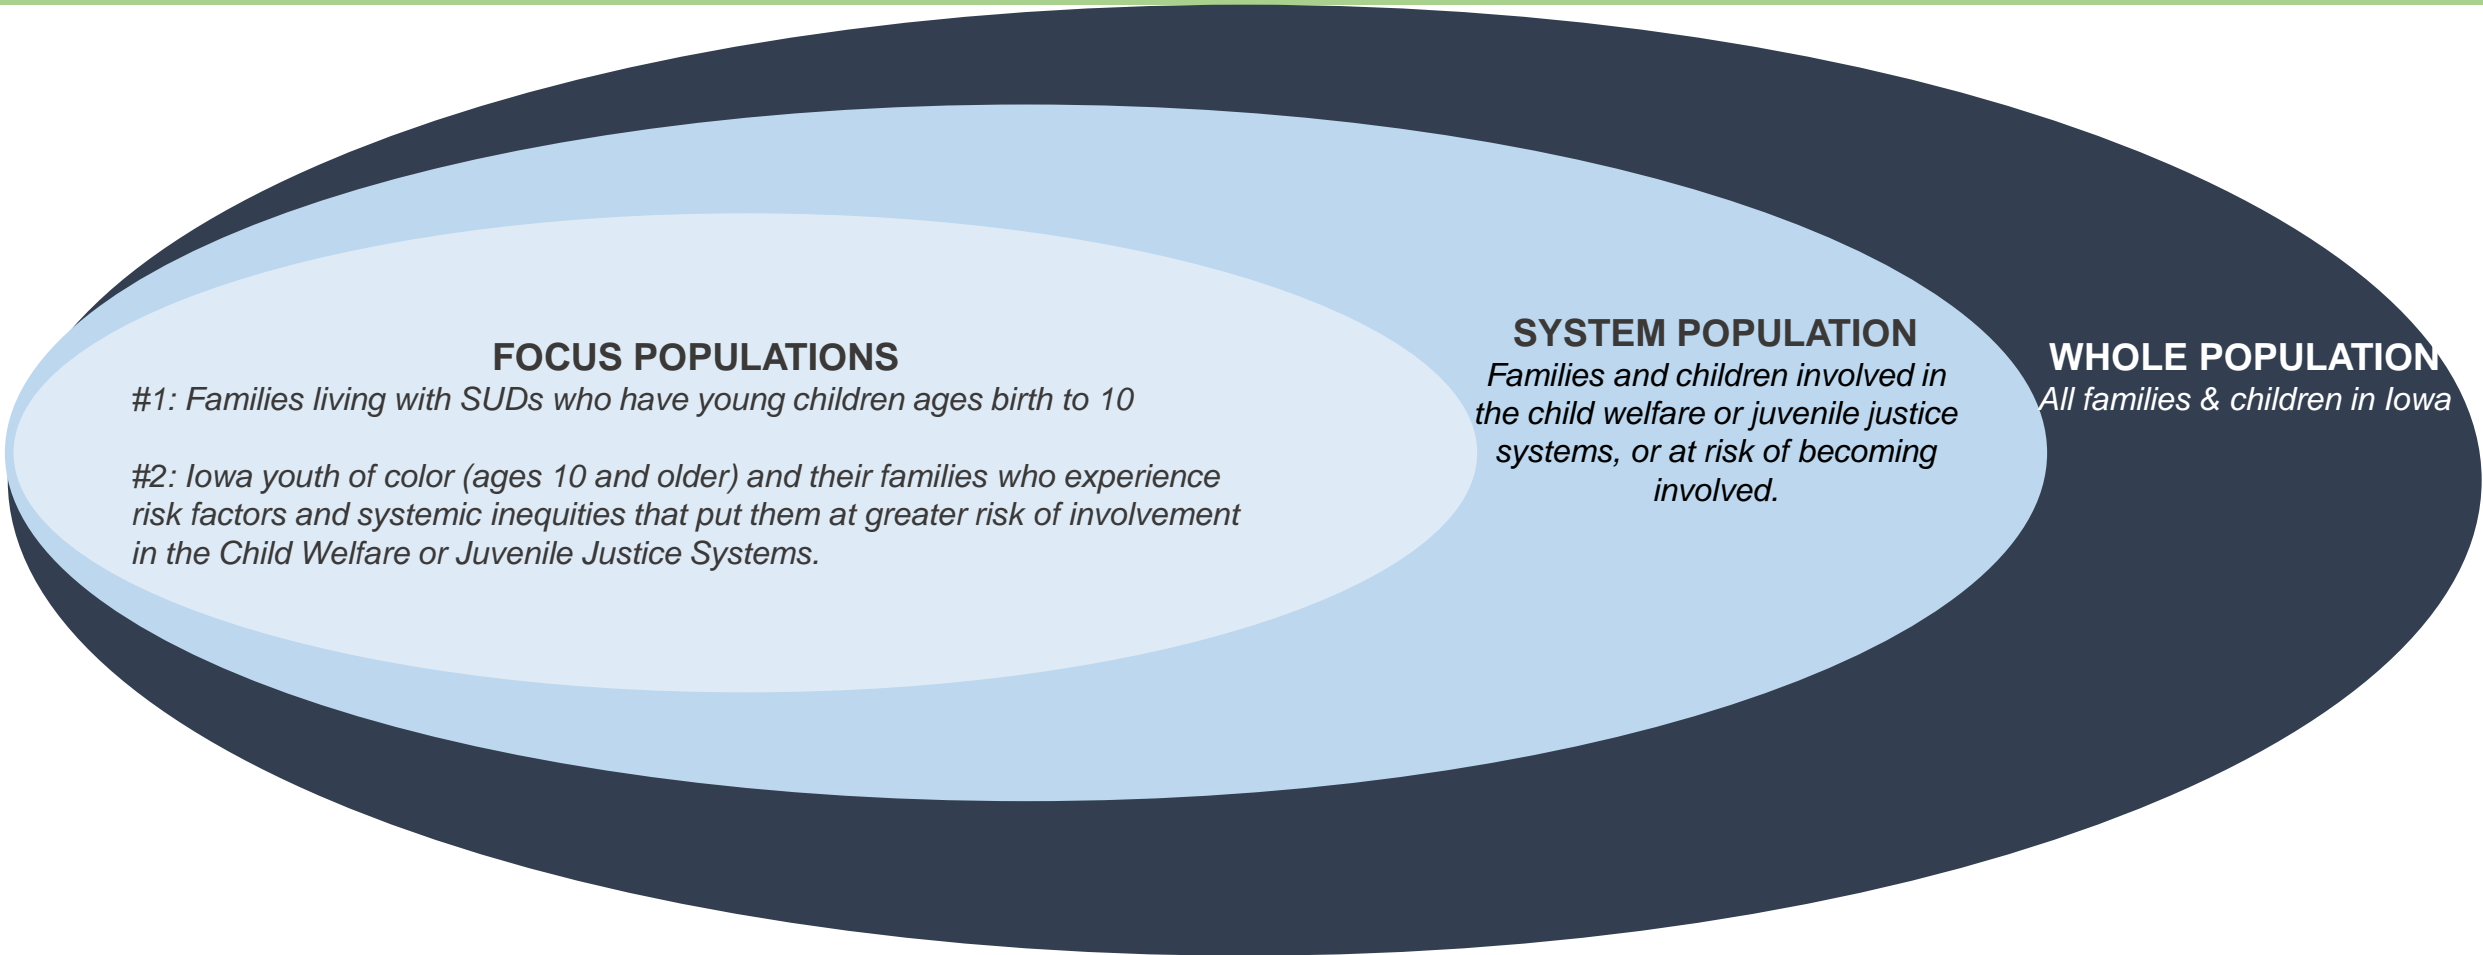 FOCUS POPULATIONS
#1: Families living with SUDs who have young children ages birth to 10
#2: Iowa youth of color (ages 10 and older) and their families who experience
risk factors and systemic inequities that put them at greater risk of involvement
in the Child Welfare or Juvenile Justice Systems.
SYSTEM POPULATION
Families and children involved in
the child welfare or juvenile justice
systems, or at risk of becoming
involved.
WHOLE POPULATION
All families & children in Iowa